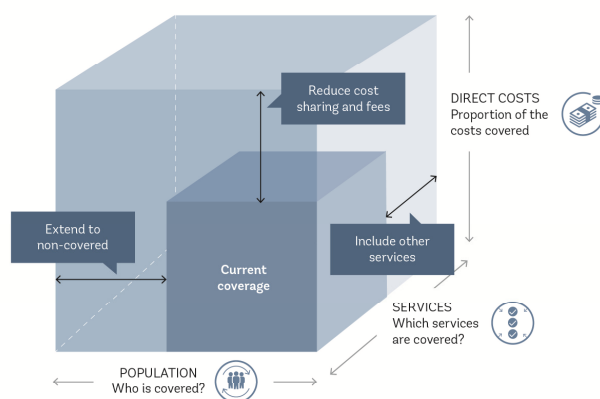 Reduce cost
sharing and fees
DIRECT COSTS
Proportion of the
costs covered
Extend to
non-covered
Include other
services
Current
coverage
SERVICES
Which services
are covered?
POPULATION
Who is covered?